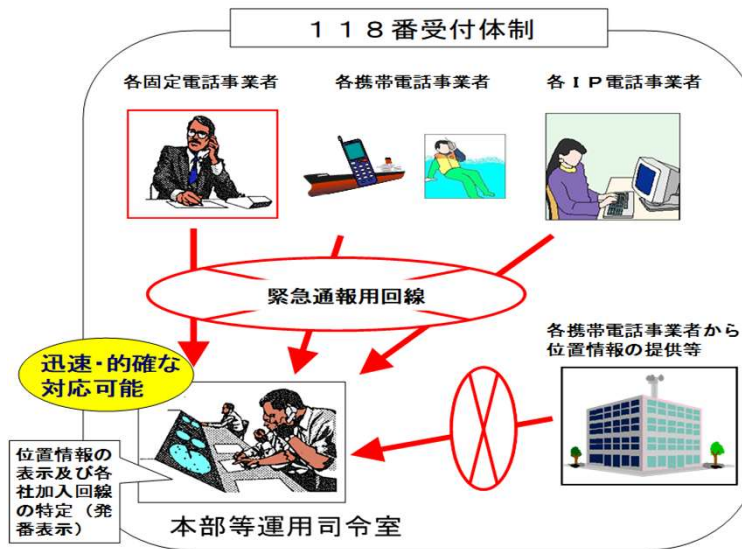 １１８番受付体制
各固定電話事業者
各携帯電話事業者
各ＩＰ電話事業者
緊急通報用回線
各携帯電話事業者から
位置情報の提供等
迅速・的確な
対応可能
位置情報の
表示及び各
社加入回線
の特定（発
番表示）
本部等運用司令室